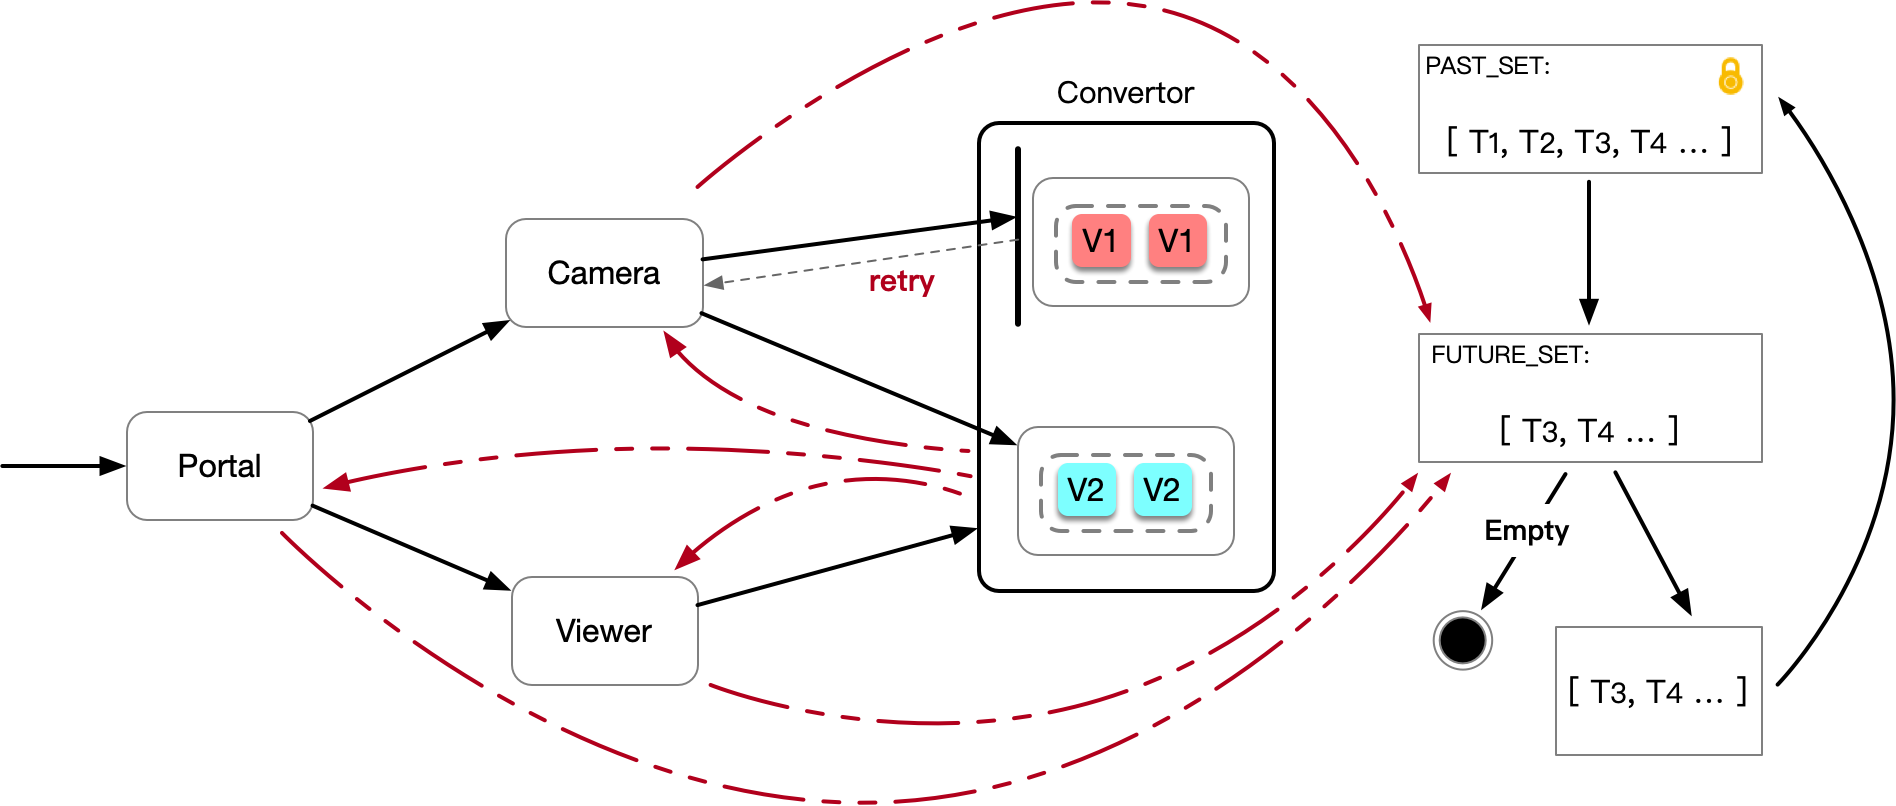 Convertor
PAST_SET:
[ T1, T2, T3, T4 ... ]
V1 V1
Camera
retry
FUTURE_SET:
[ T3, T4 ... ]
Portal
V2 V2
Empty
Viewer
[ T3, T4 ... ]